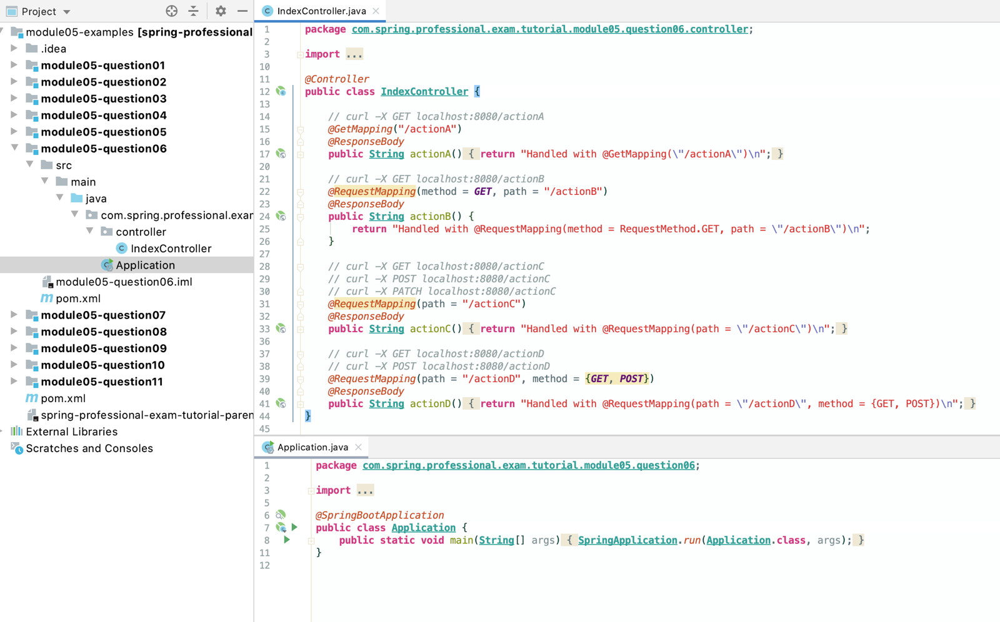 Project
module05-examples [spring-professional
.idea
module05-question01
module05-question02
module05-question03
module05-question04
module05-question05
module05-question06
src
main
java
com.spring.professional.exar
controller
IndexController
Application
module05-question06.iml
pom.xml
module05-question07
module05-question08
module05-question09
module05-question10
module05-question11
pom.xml
spring-professional-exam-tutorial-paren
External Libraries
Scratches and Consoles
IndexController.java
1 package com.spring.professional.exam.tutorial.module05.question06.controller;
2
3 import ...
10
11 @Controller
12 public class IndexController {
13
14 // curl -X GET localhost:8080/actionA
15 @GetMapping("/actionA")
16 @ResponseBody
17 public String actionA() { return "Handled with @GetMapping(\"/actionA\")\n"; }
20
21 // curl -X GET localhost:8080/actionB
22 @RequestMapping(method = GET, path = "/actionB")
23 @ResponseBody
24 public String actionB() {
25 return "Handled with @RequestMapping(method = RequestMethod.GET, path = \"/actionB\")\n";
26 }
27
28 // curl -X GET localhost:8080/actionC
29 // curl -X POST localhost:8080/actionC
30 // curl -X PATCH localhost:8080/actionC
31 @RequestMapping(path = "/actionC")
32 @ResponseBody
33 public String actionC() { return "Handled with @RequestMapping(path = \"/actionC\")\n"; }
36
37 // curl -X GET localhost:8080/actionD
38 // curl -X POST localhost:8080/actionD
39 @RequestMapping(path = "/actionD", method = {GET, POST})
40 @ResponseBody
41 public String actionD() { return "Handled with @RequestMapping(path = \"/actionD\", method = {GET, POST})\n"; }
44 }
45
Application.java
1 package com.spring.professional.exam.tutorial.module05.question06;
2
3 import ...
5
6 @SpringBootApplication
7 public class Application {
8 public static void main(String[] args) { SpringApplication.run(Application.class, args); }
11 }
12